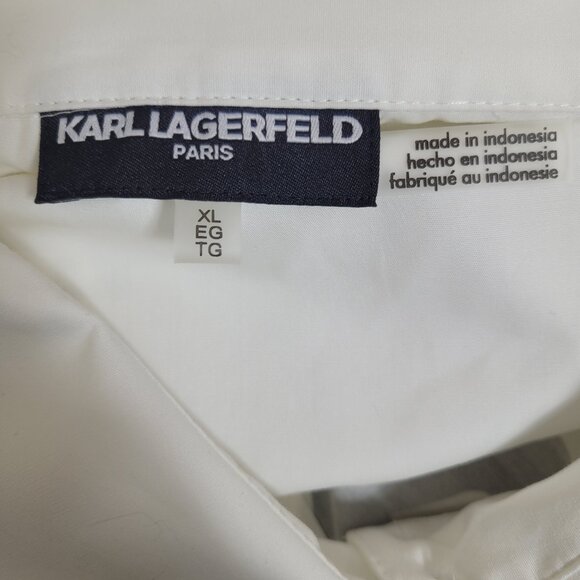 KARL LAGERFELD
PARIS
made in indonesia
hecho en indonesia
fabriqué au indonesie
XL
EG
TG